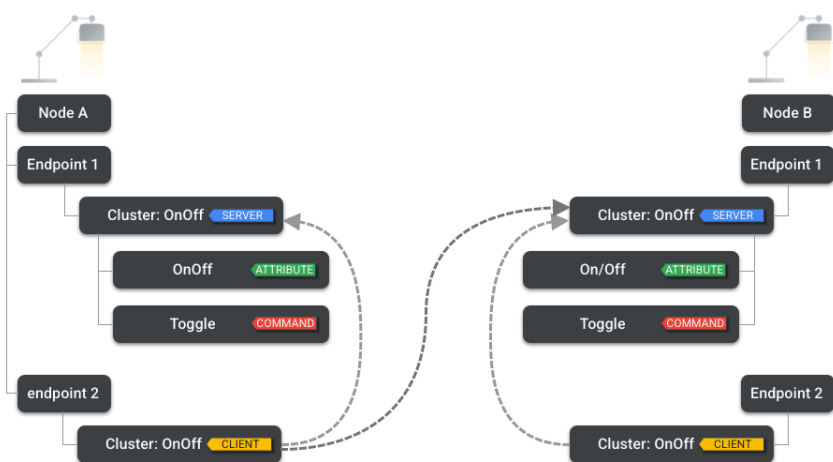 Node A
Endpoint 1
Cluster: OnOff SERVER
OnOff ATTRIBUTE
Toggle COMMAND
endpoint 2
Cluster: OnOff CLIENT
Node B
Endpoint 1
Cluster: OnOff SERVER
On/Off ATTRIBUTE
Toggle COMMAND
Endpoint 2
Cluster: OnOff CLIENT